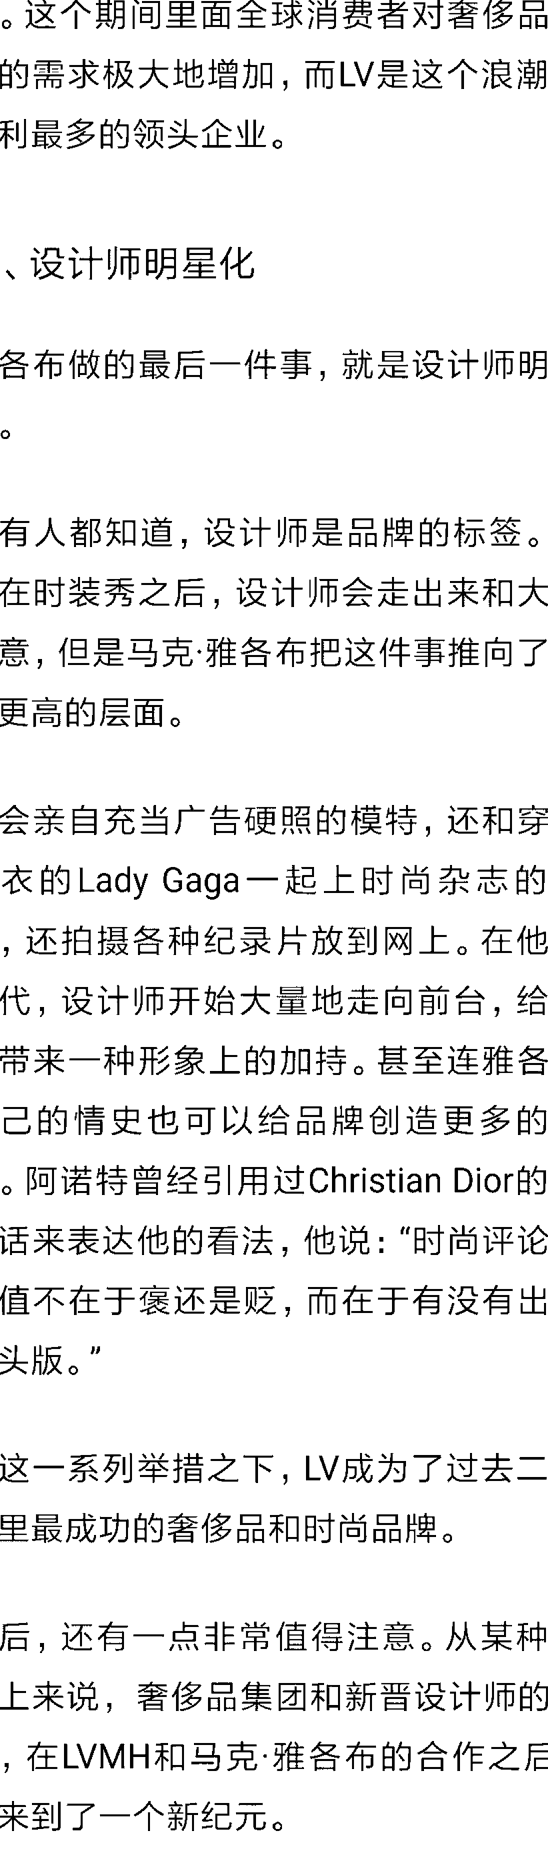 。这个期间里面全球消费者对奢侈品
的需求极大地增加，而LV是这个浪潮
利最多的领头企业。
、设计师明星化
各布做的最后一件事，就是设计师明
。
有人都知道，设计师是品牌的标签。
在时装秀之后，设计师会走出来和大
意，但是马克·雅各布把这件事推向了
更高的层面。
会亲自充当广告硬照的模特，还和穿
衣的Lady Gaga一起上时尚杂志的
，还拍摄各种纪录片放到网上。在他
代，设计师开始大量地走向前台，给
带来一种形象上的加持。甚至连雅各
己的情史也可以给品牌创造更多的
。阿诺特曾经引用过Christian Dior的
话来表达他的看法，他说：“时尚评论
值不在于褒还是贬，而在于有没有出
头版。”
这一系列举措之下，LV成为了过去二
里最成功的奢侈品和时尚品牌。
后，还有一点非常值得注意。从某种
上来说，奢侈品集团和新晋设计师的
，在LVMH和马克·雅各布的合作之后
来到了一个新纪元。